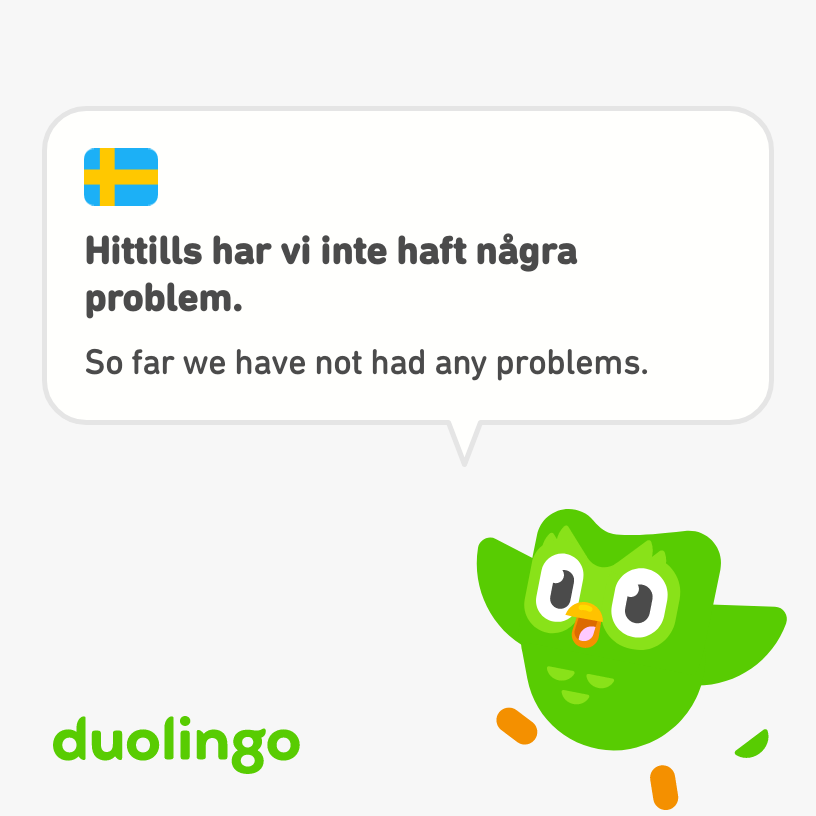 Hittills har vi inte haft några
problem.
So far we have not had any problems.
duolingo